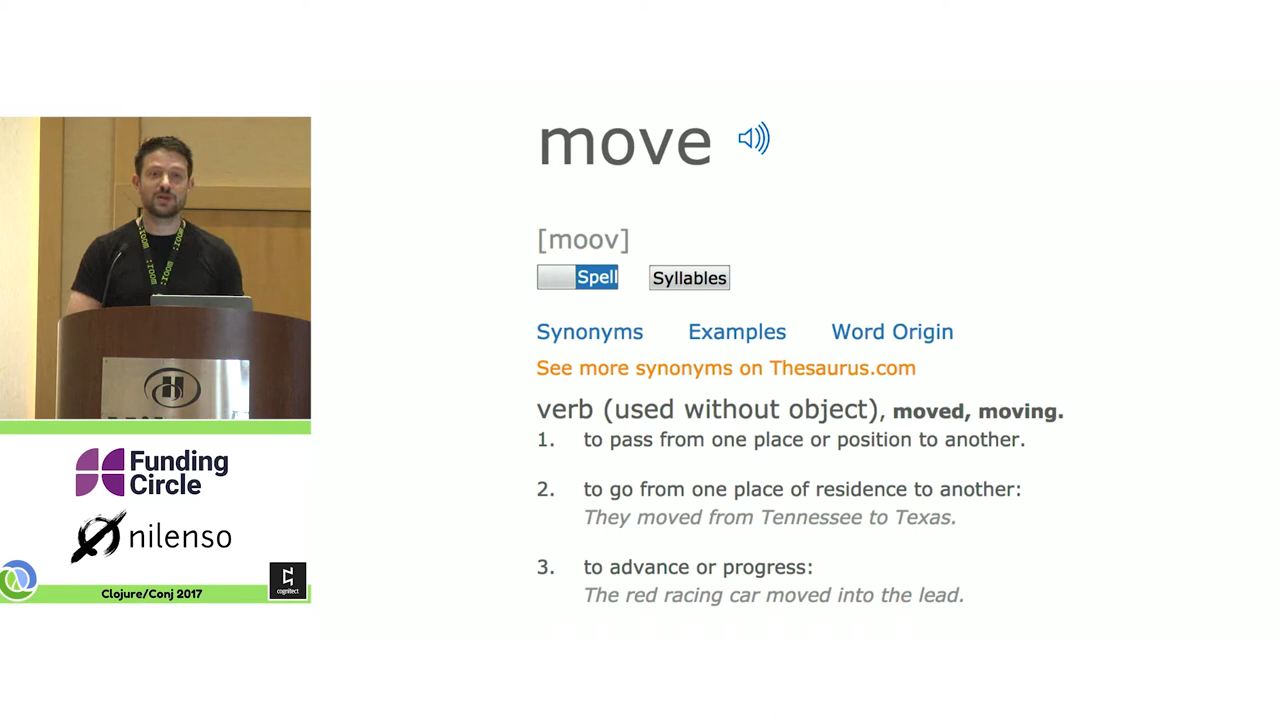 move
[moov]
Spell
Syllables
Synonyms Examples Word Origin
See more synonyms on Thesaurus.com
verb (used without object), moved, moving.
1. to pass from one place or position to another.
2. to go from one place of residence to another:
They moved from Tennessee to Texas.
3. to advance or progress:
The red racing car moved into the lead.
:room :room
Funding
Circle
nilenso
Clojure/Conj 2017
cognitect